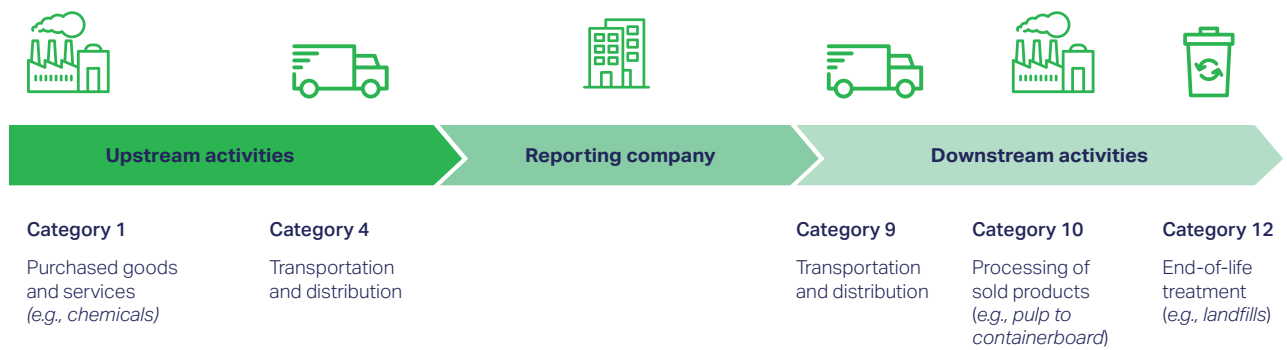 Upstream activities
Reporting company
Downstream activities
Category 1
Purchased goods
and services
(e.g., chemicals)
Category 4
Transportation
and distribution
Category 9
Transportation
and distribution
Category 10
Processing of
sold products
(e.g., pulp to
containerboard)
Category 12
End-of-life
treatment
(e.g., landfills)